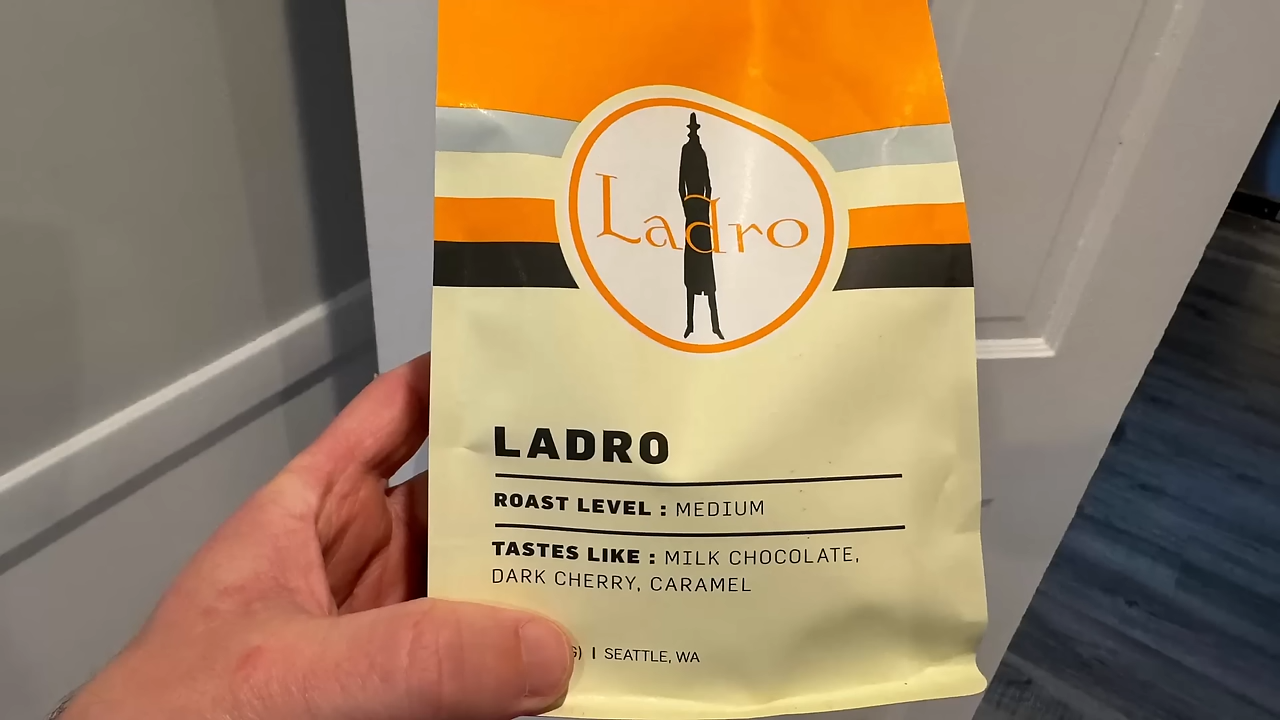 Ladro
LADRO
ROAST LEVEL : MEDIUM
TASTES LIKE : MILK CHOCOLATE,
DARK CHERRY, CARAMEL
G) | SEATTLE, WA